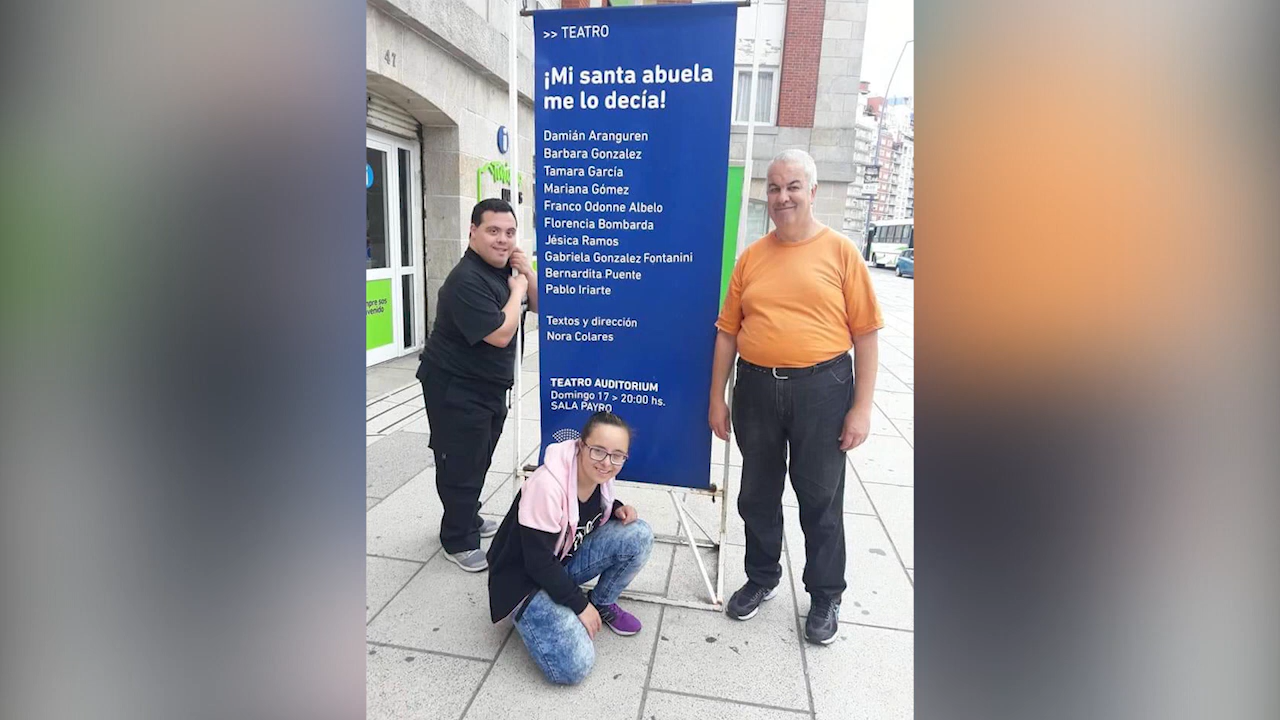 47
>> TEATRO
¡Mi santa abuela
me lo decía!
Damián Aranguren
Barbara Gonzalez
Tamara García
Mariana Gómez
Franco Odonne Albelo
Florencia Bombarda
Jésica Ramos
Gabriela Gonzalez Fontanini
Bernardita Puente
Pablo Iriarte
Textos y dirección
Nora Colares
TEATRO AUDITORIUM
Domingo 17 > 20:00 hs.
SALA PAYRO
i